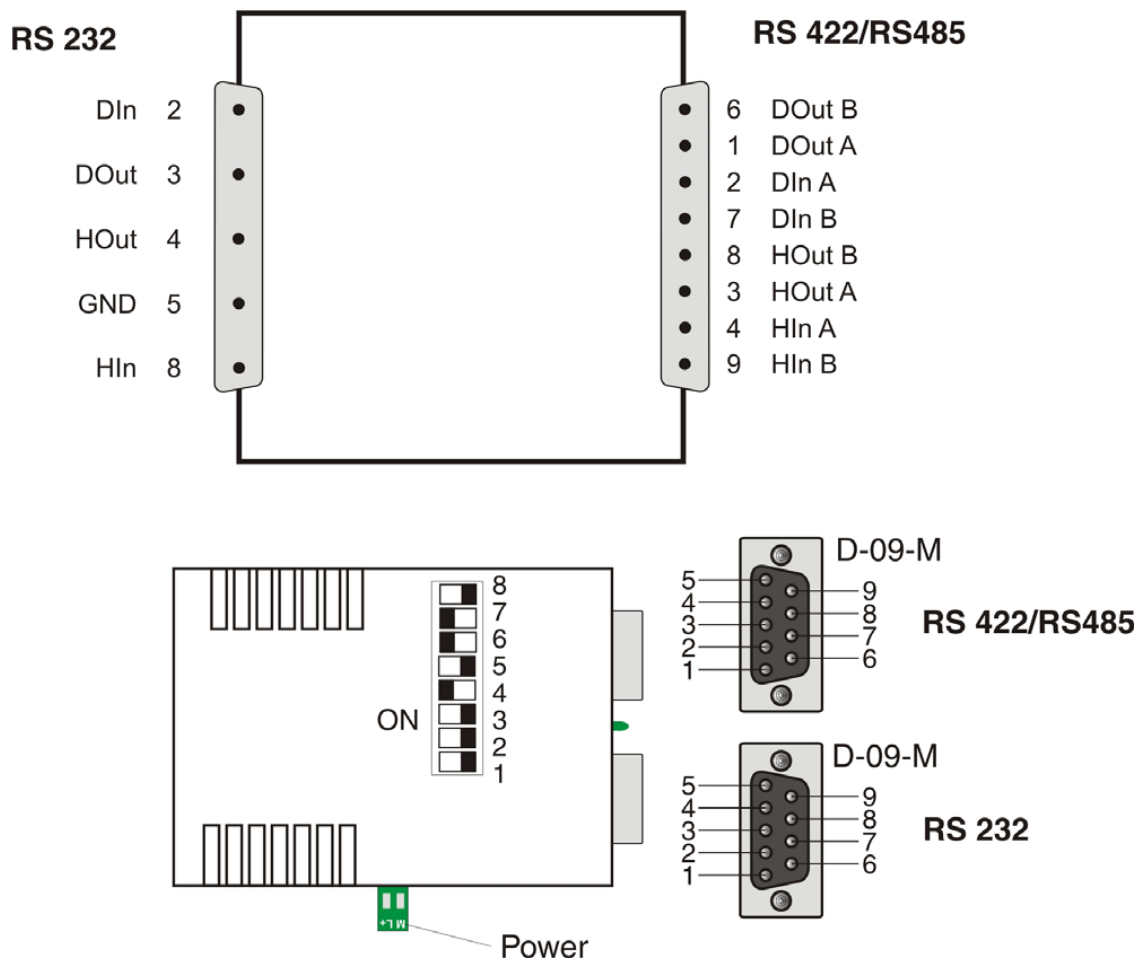 RS 232
RS 422/RS485
DIn 2
DOut 3
HOut 4
GND 5
HIn 8
6 DOut B
1 DOut A
2 DIn A
7 DIn B
8 HOut B
3 HOut A
4 HIn A
9 HIn B
8
7
6
5
4
3
2
1
ON
M L+
Power
D-09-M
5
4
3
2
1
9
8
7
6
RS 422/RS485
D-09-M
5
4
3
2
1
9
8
7
6
RS 232